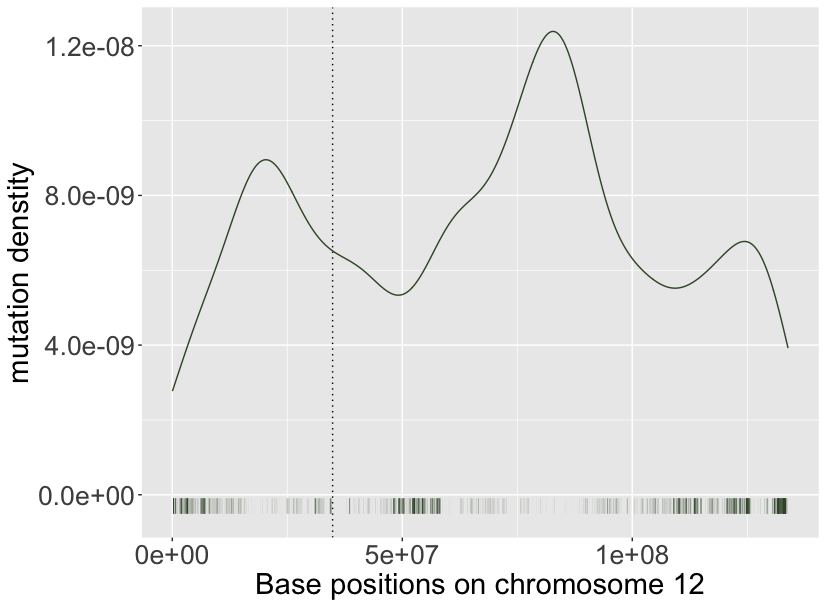 1.2e-08
8.0e-09
4.0e-09
0.0e+00
mutation denstity
0e+00 5e+07 1e+08
Base positions on chromosome 12